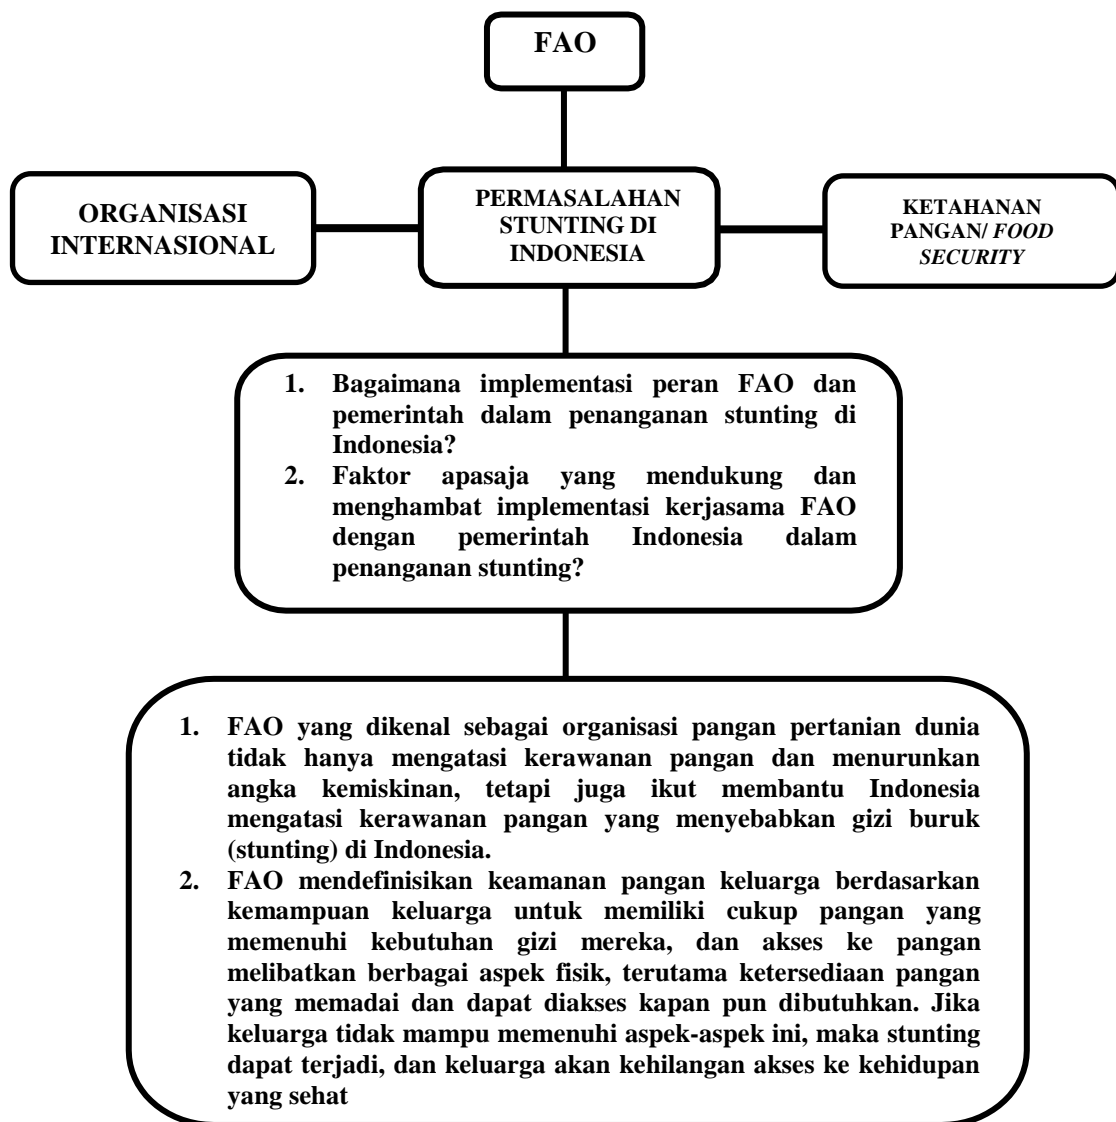 FAO
ORGANISASI
INTERNASIONAL
PERMASALAHAN
STUNTING DI
INDONESIA
KETAHANAN
PANGAN/ FOOD
SECURITY
1. Bagaimana implementasi peran FAO dan
pemerintah dalam penanganan stunting di
Indonesia?
2. Faktor apasaja yang mendukung dan
menghambat implementasi kerjasama FAO
dengan pemerintah Indonesia dalam
penanganan stunting?
1. FAO yang dikenal sebagai organisasi pangan pertanian dunia
tidak hanya mengatasi kerawanan pangan dan menurunkan
angka kemiskinan, tetapi juga ikut membantu Indonesia
mengatasi kerawanan pangan yang menyebabkan gizi buruk
(stunting) di Indonesia.
2. FAO mendefinisikan keamanan pangan keluarga berdasarkan
kemampuan keluarga untuk memiliki cukup pangan yang
memenuhi kebutuhan gizi mereka, dan akses ke pangan
melibatkan berbagai aspek fisik, terutama ketersediaan pangan
yang memadai dan dapat diakses kapan pun dibutuhkan. Jika
keluarga tidak mampu memenuhi aspek-aspek ini, maka stunting
dapat terjadi, dan keluarga akan kehilangan akses ke kehidupan
yang sehat